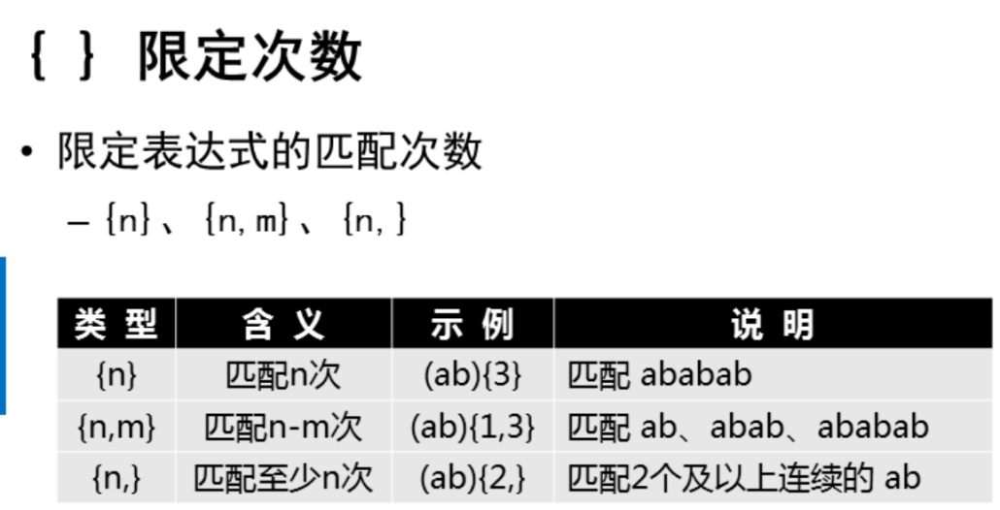 { } 限定次数
• 限定表达式的匹配次数
– {n}、 {n, m}、 {n, }
类 型 含 义 示 例 说 明
{n} 匹配n次 (ab){3} 匹配 ababab
{n,m} 匹配n-m次 (ab){1,3} 匹配 ab、abab、ababab
{n,} 匹配至少n次 (ab){2,} 匹配2个及以上连续的 ab